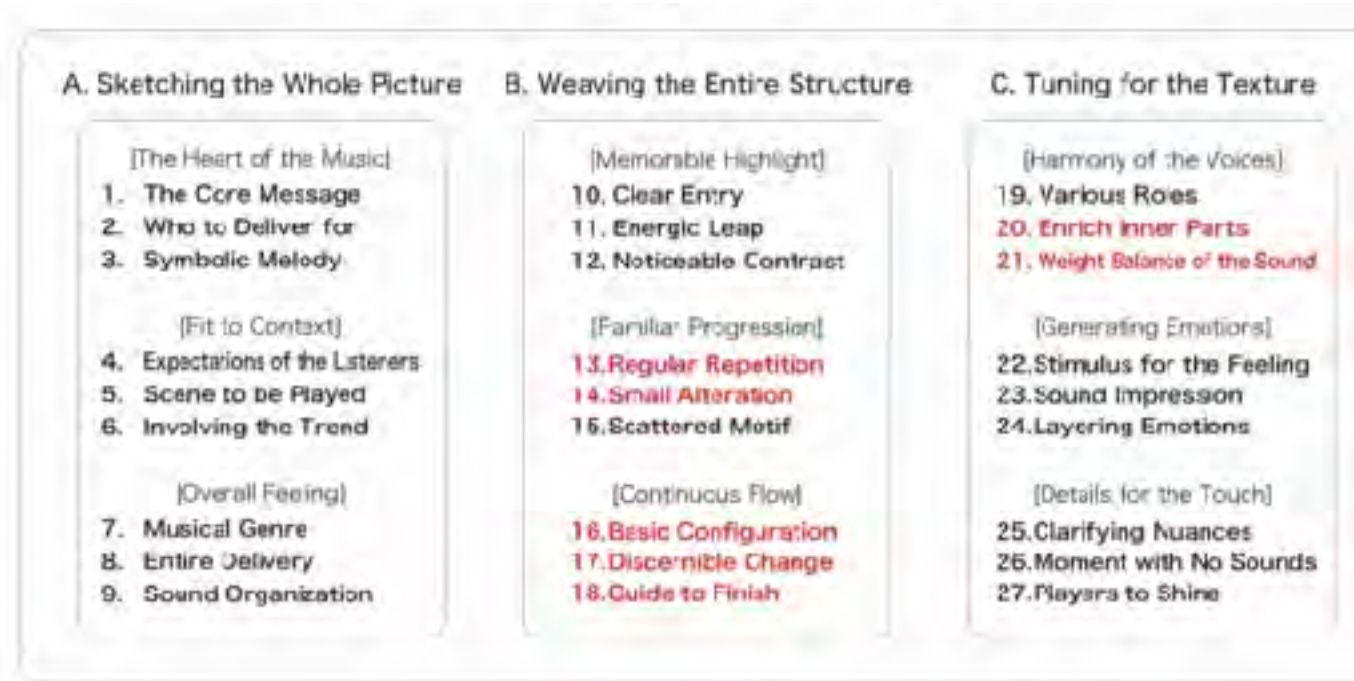 A. Sketching the Whole Picture
[The Heart of the Music]
1. The Core Message
2. Who to Deliver for
3. Symbolic Melody
[Fit to Context]
4. Expectations of the Listeners
5. Scene to be Played
6. Involving the Trend
[Overall Feeling]
7. Musical Genre
8. Entire Delivery
9. Sound Organization
B. Weaving the Entire Structure
[Memorable Highlight]
10. Clear Entry
11. Energic Leap
12. Noticeable Contract
[Familiar Progression]
13. Regular Repetition
14. Small Alteration
15. Scattered Motif
[Continuous Flow]
16. Basic Configuration
17. Discernible Change
18. Guide to Finish
C. Tuning for the Texture
[Harmony of the Voices]
19. Various Roles
20. Enrich Inner Parts
21. Weight Balance of the Sound
[Generating Emotions]
22. Stimulus for the Feeling
23. Sound Impression
24. Layering Emotions
[Details for the Touch]
25. Clarifying Nuances
26. Moment with No Sounds
27. Players to Shine